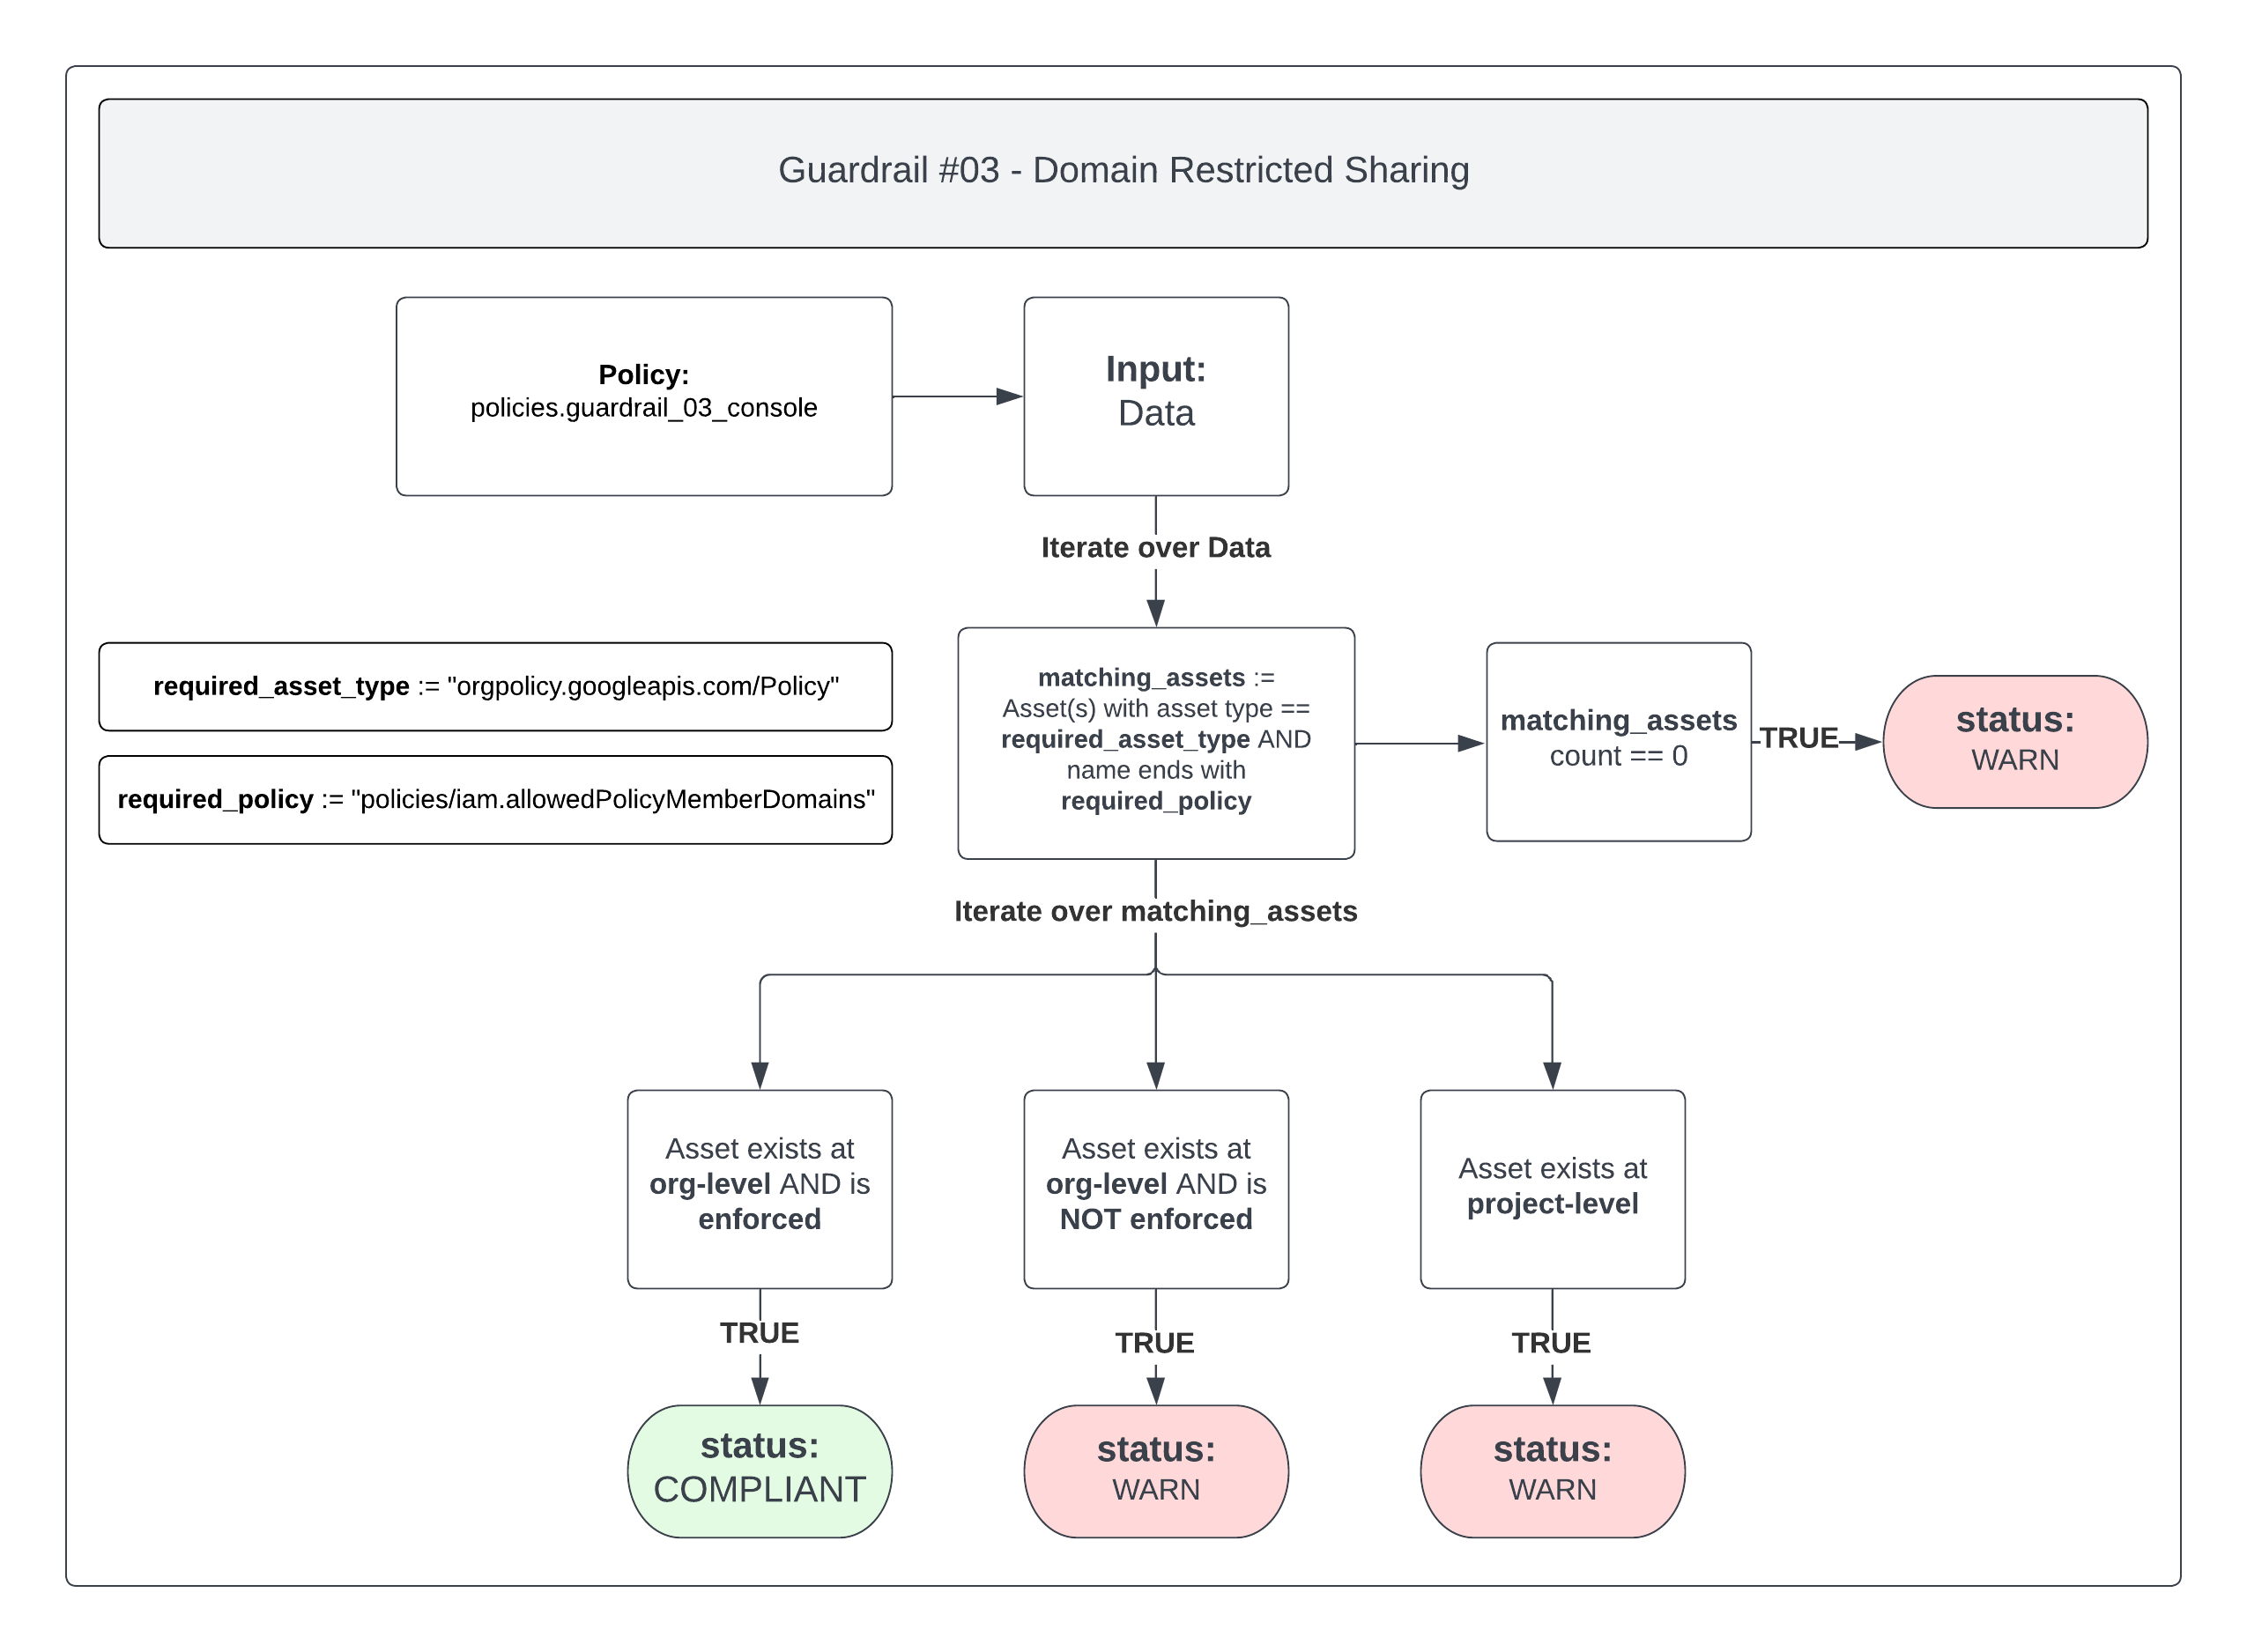 Guardrail #03 - Domain Restricted Sharing
Policy:
policies.guardrail_03_console
Input:
Data
Iterate over Data
required_asset_type := "orgpolicy.googleapis.com/Policy"
required_policy := "policies/iam.allowedPolicyMemberDomains"
matching_assets :=
Asset(s) with asset type ==
required_asset_type AND
name ends with
required_policy
matching_assets
count == 0
TRUE
status:
WARN
Iterate over matching_assets
Asset exists at
org-level AND is
enforced
Asset exists at
org-level AND is
NOT enforced
Asset exists at
project-level
TRUE
TRUE
TRUE
status:
COMPLIANT
status:
WARN
status:
WARN